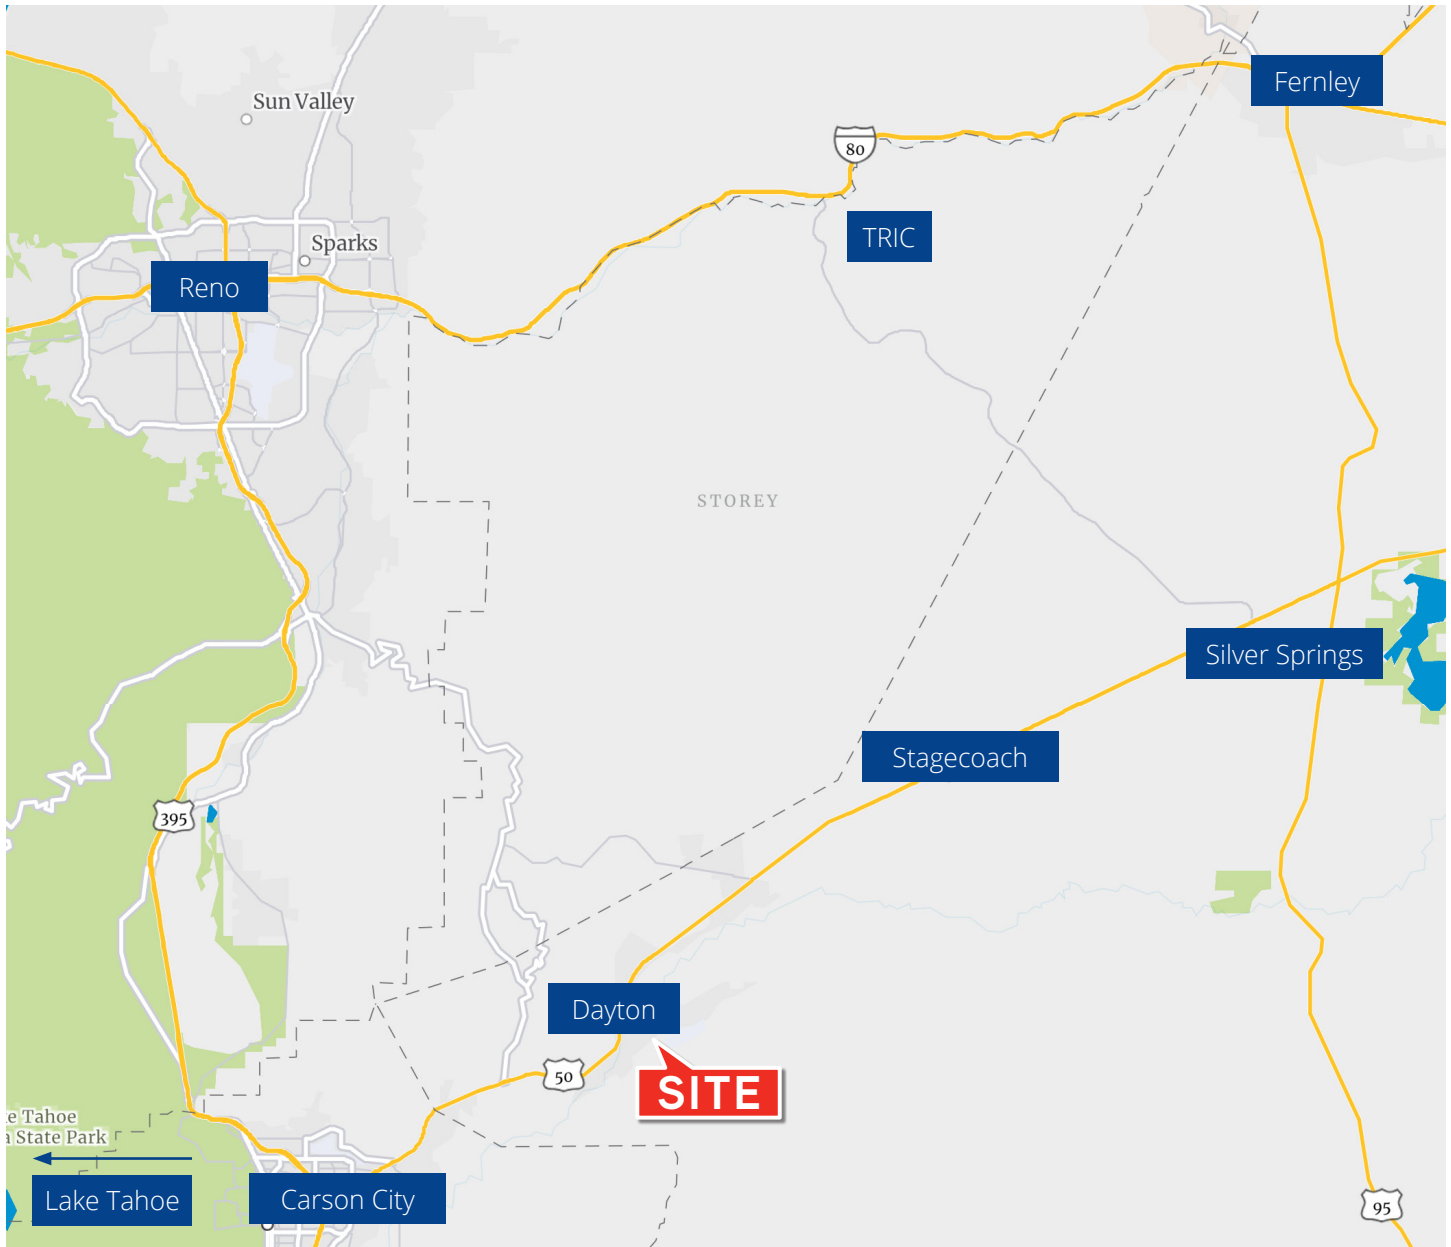 Fernley
Sun Valley
80
TRIC
Sparks
Reno
STOREY
Silver Springs
Stagecoach
395
Dayton
50
SITE
e Tahoe
a State Park
Lake Tahoe
Carson City
95